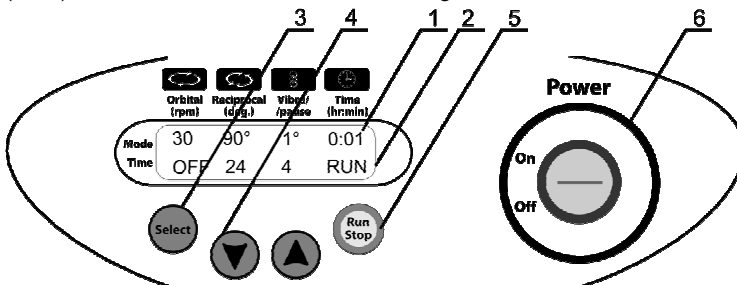 3 4 1 2 5 6
Orbital Reciprocal Vibro/ Time
(rpm) (deg.) /pause (hr:min)
Power
Mode 30 90° 1° 0:01
Time OFF 24 4 RUN
On
Off
Select
Run
Stop